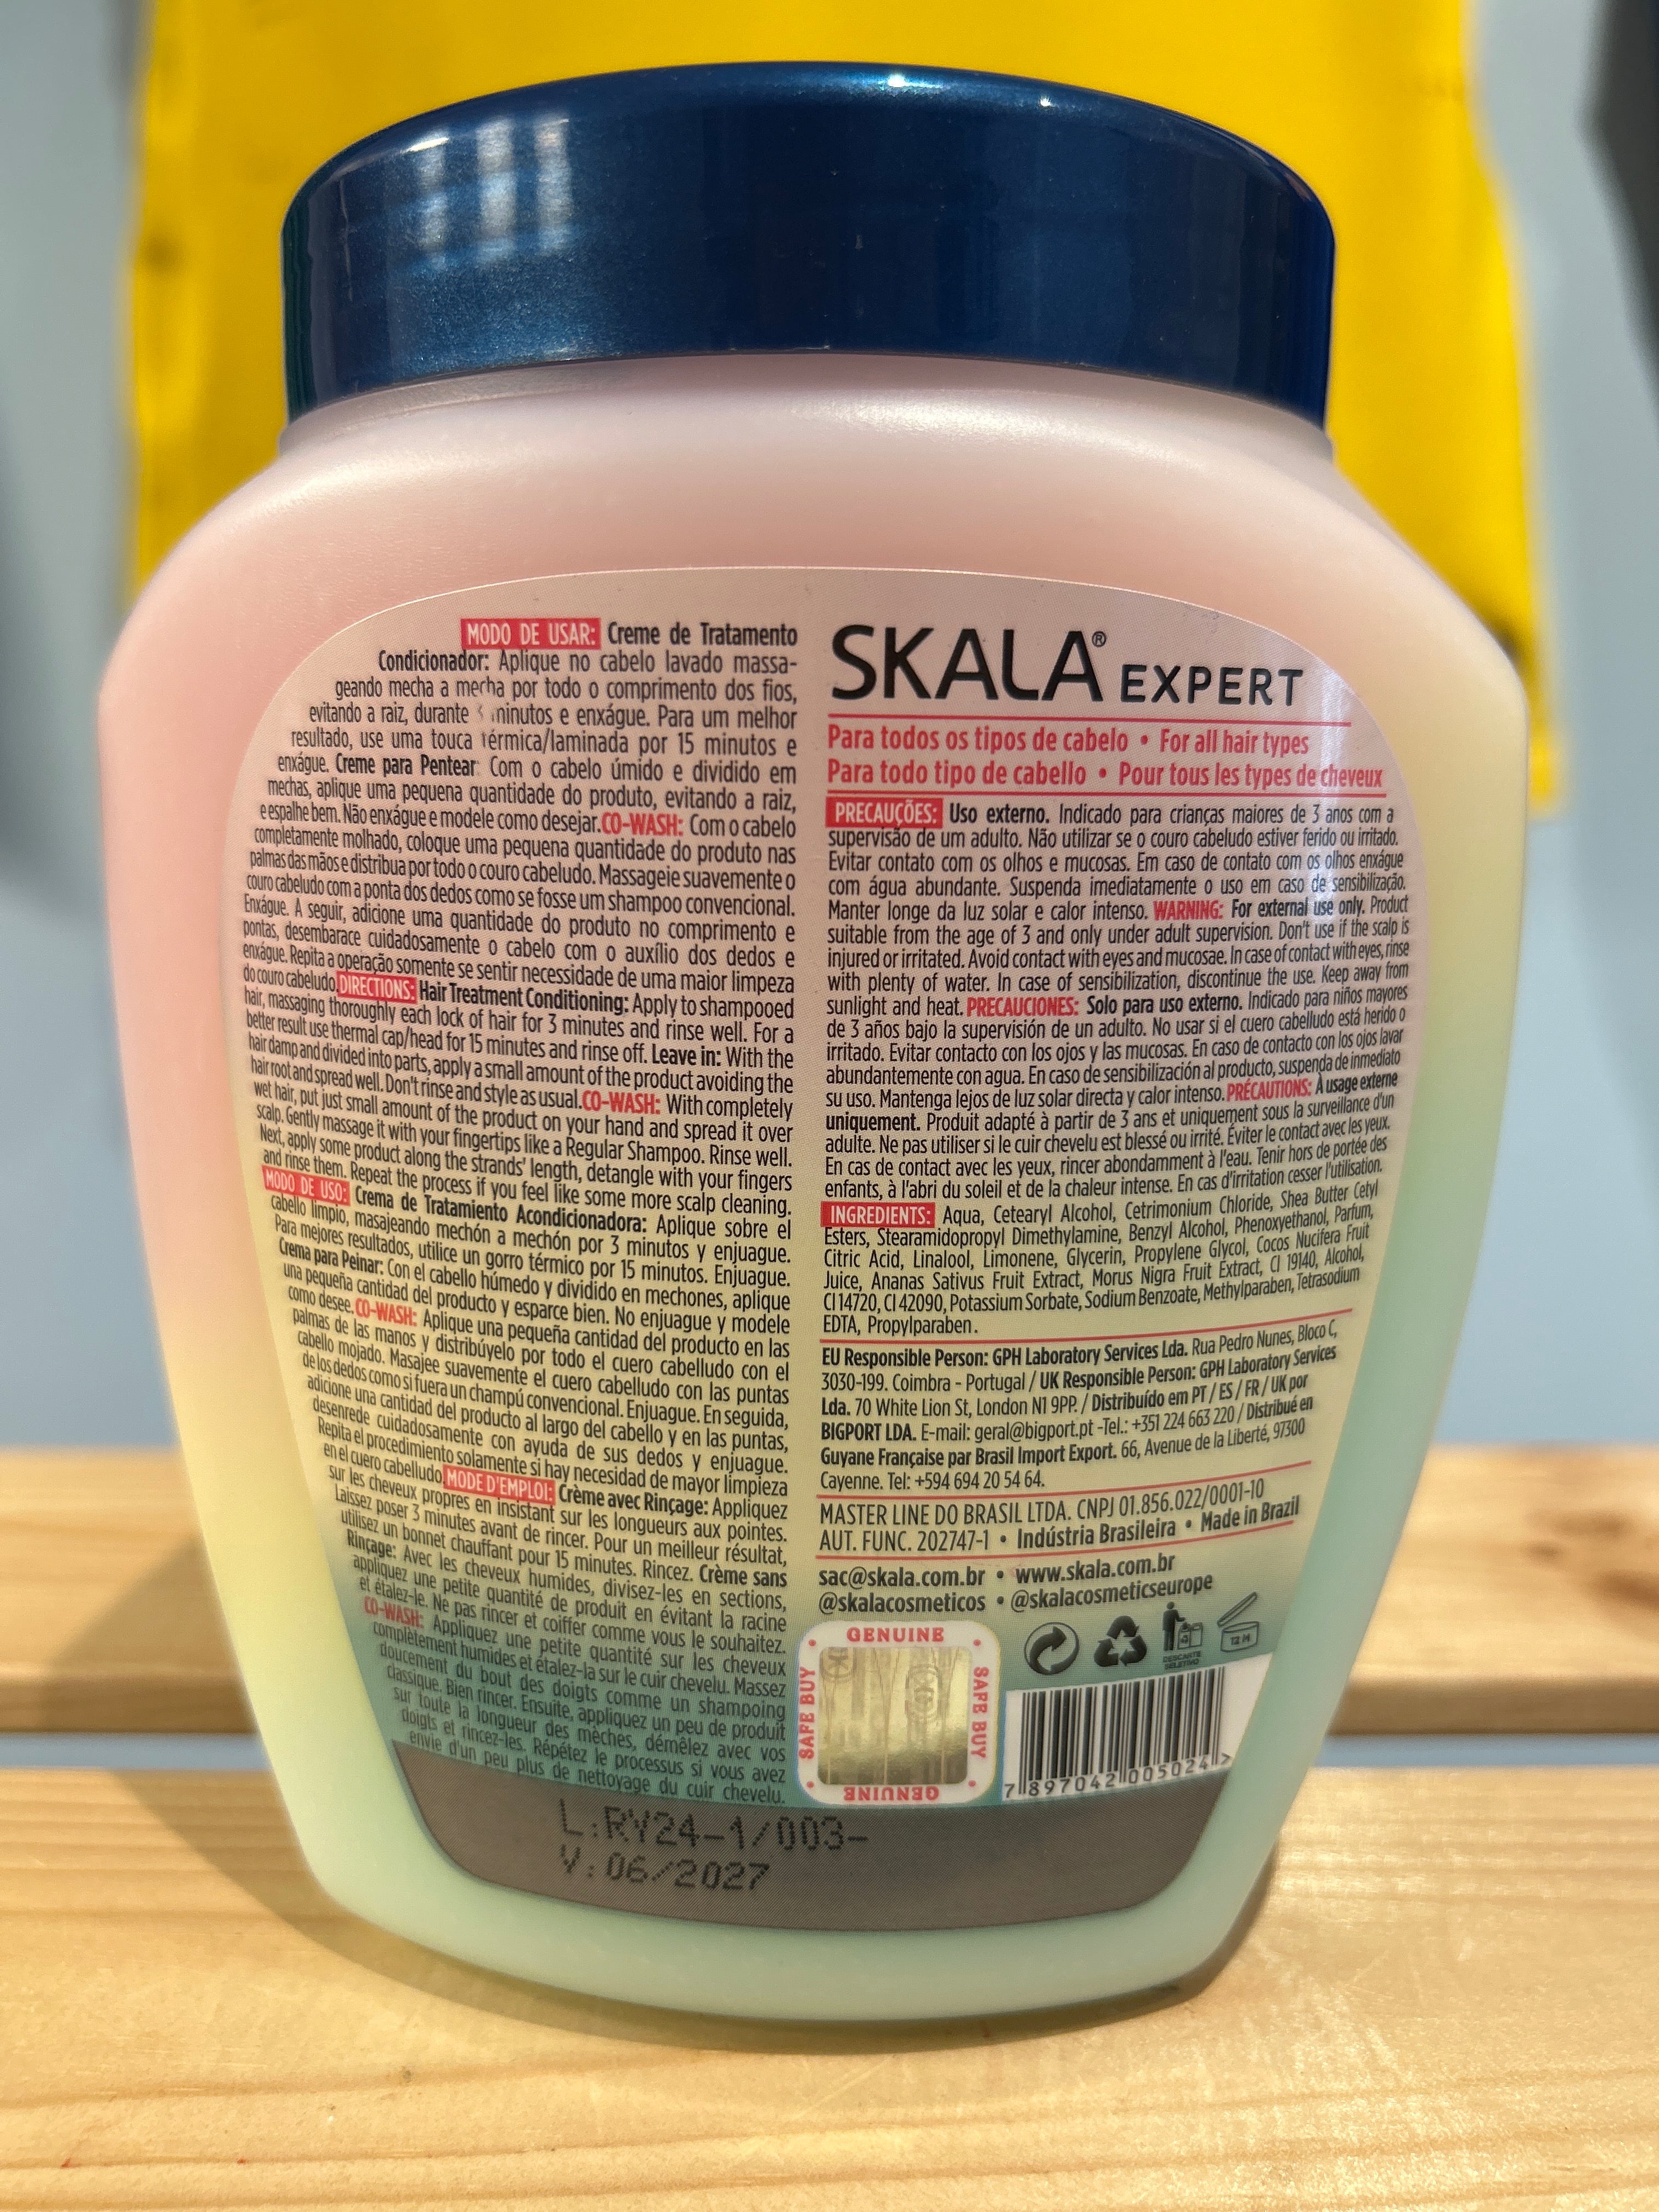 MODO DE USAR: Creme de Tratamento
Condicionador: Aplique no cabelo lavado massa-
geando mecha a mecha por todo o comprimento dos fios,
evitando a raiz, durante minutos e enxágue. Para um melhor
resultado, use uma touca térmica/laminada por 15 minutos e
enxágue. Creme para Pentear: Com o cabelo úmido e dividido em
mechas, aplique uma pequena quantidade do produto, evitando a raiz,
e espalhe bem. Não enxágue e modele como desejar. CO-WASH: Com o cabelo
completamente molhado, coloque uma pequena quantidade do produto nas
palmas das mãos e distribua por todo o couro cabeludo. Massageie suavemente o
couro cabeludo com a ponta dos dedos como se fosse um shampoo convencional.
Enxágue. A seguir, adicione uma quantidade do produto no comprimento e
pontas, desembarace cuidadosamente o cabelo com o auxílio dos dedos e
enxágue. Repita a operação somente se sentir necessidade de uma maior limpeza
do couro cabeludo. DIRECTIONS: Hair Treatment Conditioning: Apply to shampooed
hair, massaging thoroughly each lock of hair for 3 minutes and rinse well. For a
better result use thermal cap/head for 15 minutes and rinse off. Leave in: With the
hair damp and divided into parts, apply a small amount of the product avoiding the
hair root and spread well. Don't rinse and style as usual. CO-WASH: With completely
wet hair, put just small amount of the product on your hand and spread it over
scalp. Gently massage it with your fingertips like a Regular Shampoo. Rinse well.
Next, apply some product along the strands' length, detangle with your fingers
and rinse them. Repeat the process if you feel like some more scalp cleaning.
MODO DE USO: Crema de Tratamiento Acondicionadora: Aplique sobre el
cabello limpio, masajeando mechón a mechón por 3 minutos y enjuague.
Para mejores resultados, utilice un gorro térmico por 15 minutos. Enjuague.
Crema para Peinar: Con el cabello húmedo y dividido en mechones, aplique
una pequeña cantidad del producto y esparce bien. No enjuague y modele
como desee. CO-WASH: Aplique una pequeña cantidad del producto en las
palmas de las manos y distribúyelo por todo el cuero cabelludo con el
cabello mojado. Masajee suavemente el cuero cabelludo con las puntas
de los dedos como si fuera un champú convencional. Enjuague. En seguida,
adicione una cantidad del producto al largo del cabello y en las puntas,
desenrede cuidadosamente con ayuda de sus dedos y enjuague.
Repita el procedimiento solamente si hay necesidad de mayor limpieza
en el cuero cabelludo. MODE D'EMPLOI: Crème avec Rinçage: Appliquez
sur les cheveux propres en insistant sur les longueurs aux pointes.
Laissez poser 3 minutes avant de rincer. Pour un meilleur résultat,
utilisez un bonnet chauffant pour 15 minutes. Rincez. Crème sans
Rinçage: Avec les cheveux humides, divisez-les en sections,
appliquez une petite quantité de produit en évitant la racine
et étalez-le. Ne pas rincer et coiffer comme vous le souhaitez.
CO-WASH: Appliquez une petite quantité sur les cheveux
complètement humides et étalez-la sur le cuir chevelu. Massez
doucement du bout des doigts comme un shampoing
classique. Bien rincer. Ensuite, appliquez un peu de produit
sur toute la longueur des mèches, démêlez avec vos
doigts et rincez-les. Répétez le processus si vous avez
envie d'un peu plus de nettoyage du cuir chevelu.
SKALA® EXPERT
Para todos os tipos de cabelo • For all hair types
Para todo tipo de cabello • Pour tous les types de cheveux
PRECAUÇÕES: Uso externo. Indicado para crianças maiores de 3 anos com a
supervisão de um adulto. Não utilizar se o couro cabeludo estiver ferido ou irritado.
Evitar contato com os olhos e mucosas. Em caso de contato com os olhos enxágue
com água abundante. Suspenda imediatamente o uso em caso de sensibilização.
Manter longe da luz solar e calor intenso. WARNING: For external use only. Product
suitable from the age of 3 and only under adult supervision. Don't use if the scalp is
injured or irritated. Avoid contact with eyes and mucosae. In case of contact with eyes, rinse
with plenty of water. In case of sensibilization, discontinue the use. Keep away from
sunlight and heat. PRECAUCIONES: Solo para uso externo. Indicado para niños mayores
de 3 años bajo la supervisión de un adulto. No usar si el cuero cabelludo está herido o
irritado. Evitar contacto con los ojos y las mucosas. En caso de contacto con los ojos lavar
abundantemente con agua. En caso de sensibilización al producto, suspenda de inmediato
su uso. Mantenga lejos de luz solar directa y calor intenso. PRÉCAUTIONS: À usage externe
uniquement. Produit adapté à partir de 3 ans et uniquement sous la surveillance d'un
adulte. Ne pas utiliser si le cuir chevelu est blessé ou irrité. Éviter le contact avec les yeux.
En cas de contact avec les yeux, rincer abondamment à l'eau. Tenir hors de portée des
enfants, à l'abri du soleil et de la chaleur intense. En cas d'irritation cesser l'utilisation.
INGREDIENTS: Aqua, Cetearyl Alcohol, Cetrimonium Chloride, Shea Butter Cetyl
Esters, Stearamidopropyl Dimethylamine, Benzyl Alcohol, Phenoxyethanol, Parfum,
Citric Acid, Linalool, Limonene, Glycerin, Propylene Glycol, Cocos Nucifera Fruit
Juice, Ananas Sativus Fruit Extract, Morus Nigra Fruit Extract, CI 19140, Alcohol,
CI 14720, CI 42090, Potassium Sorbate, Sodium Benzoate, Methylparaben, Tetrasodium
EDTA, Propylparaben.
EU Responsible Person: GPH Laboratory Services Lda. Rua Pedro Nunes, Bloco C,
3030-199. Coimbra - Portugal / UK Responsible Person: GPH Laboratory Services
Lda. 70 White Lion St, London N1 9PP. / Distribuído em PT / ES / FR / UK por
BIGPORT LDA. E-mail: geral@bigport.pt -Tel.: +351 224 663 220 / Distribué en
Guyane Française par Brasil Import Export. 66, Avenue de la Liberté, 97300
Cayenne. Tel: +594 694 20 54 64.
MASTER LINE DO BRASIL LTDA. CNPJ 01.856.022/0001-10
AUT. FUNC. 202747-1 • Indústria Brasileira • Made in Brazil
sac@skala.com.br • www.skala.com.br
@skalacosmeticos • @skalacosmeticseurope
GENUINE
SAFE BUY
SAFE BUY
GENUINE
DESCARTE
SELETIVO
12 M
7 897042 005024 >
L:RY24-1/003-
V:06/2027